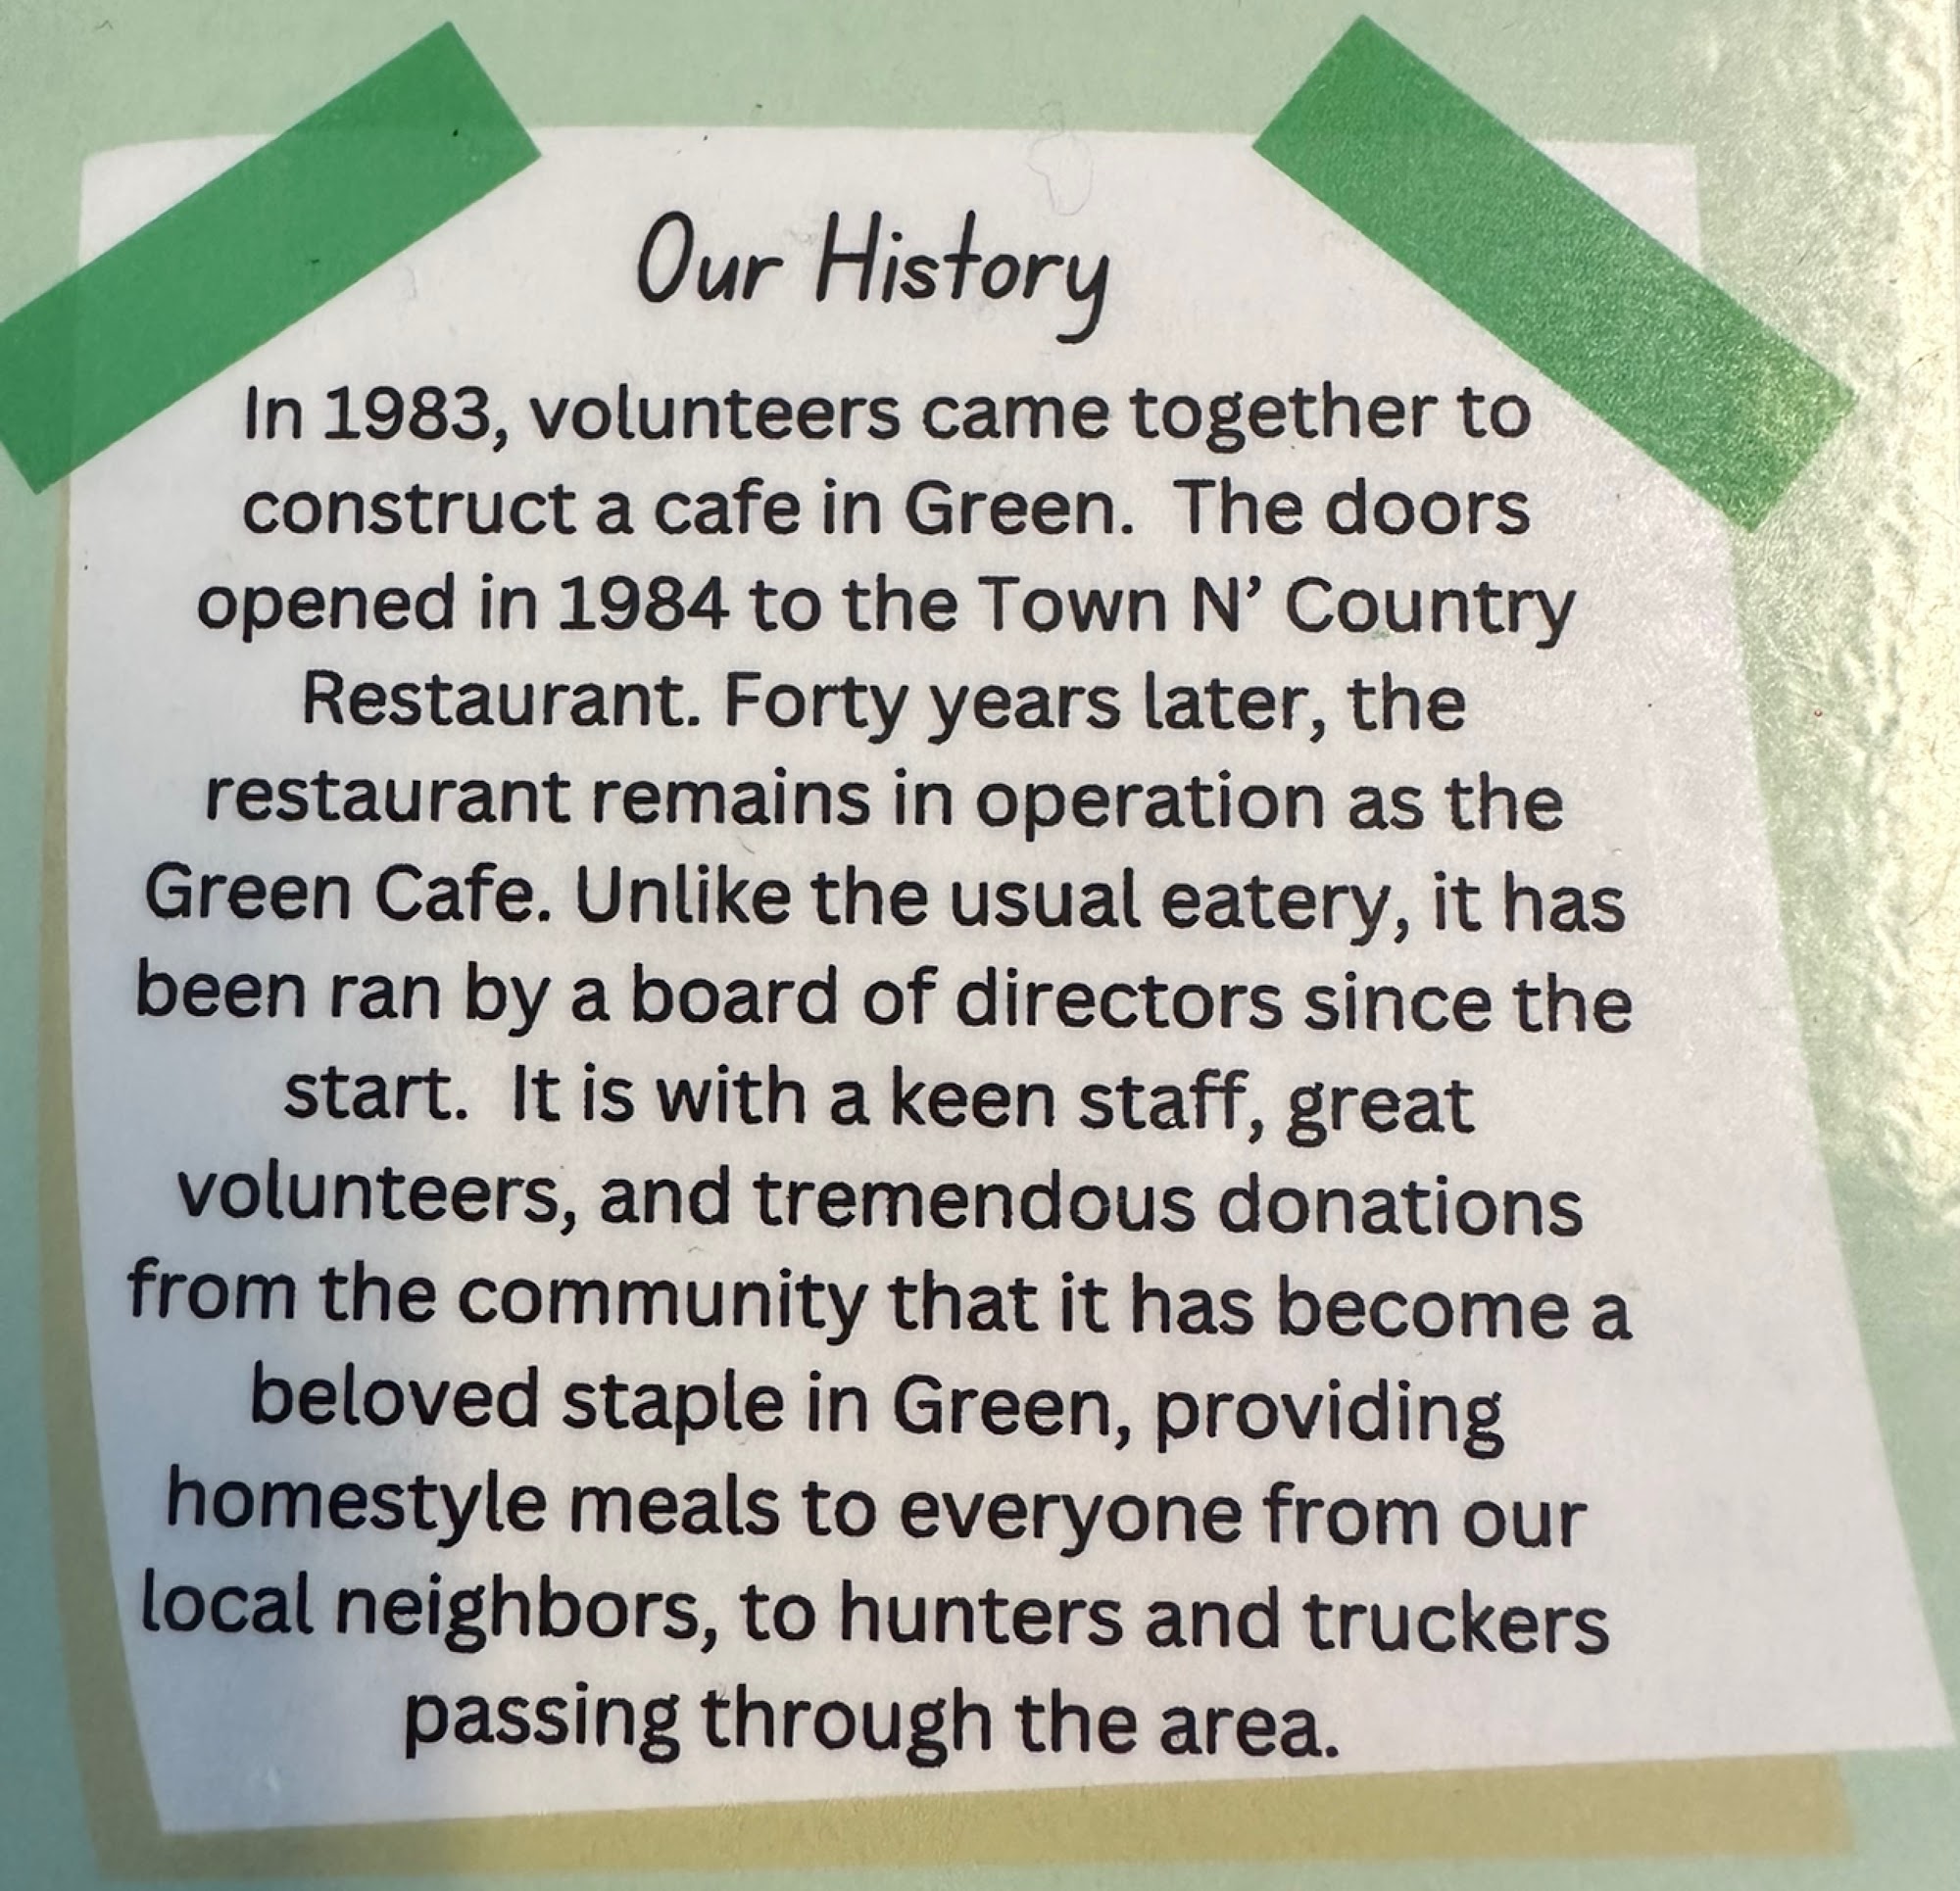 Our History
In 1983, volunteers came together to
construct a cafe in Green.  The doors
opened in 1984 to the Town N’ Country
Restaurant. Forty years later, the
restaurant remains in operation as the
Green Cafe. Unlike the usual eatery, it has
been ran by a board of directors since the
start.  It is with a keen staff, great
volunteers, and tremendous donations
from the community that it has become a
beloved staple in Green, providing
homestyle meals to everyone from our
local neighbors, to hunters and truckers
passing through the area.